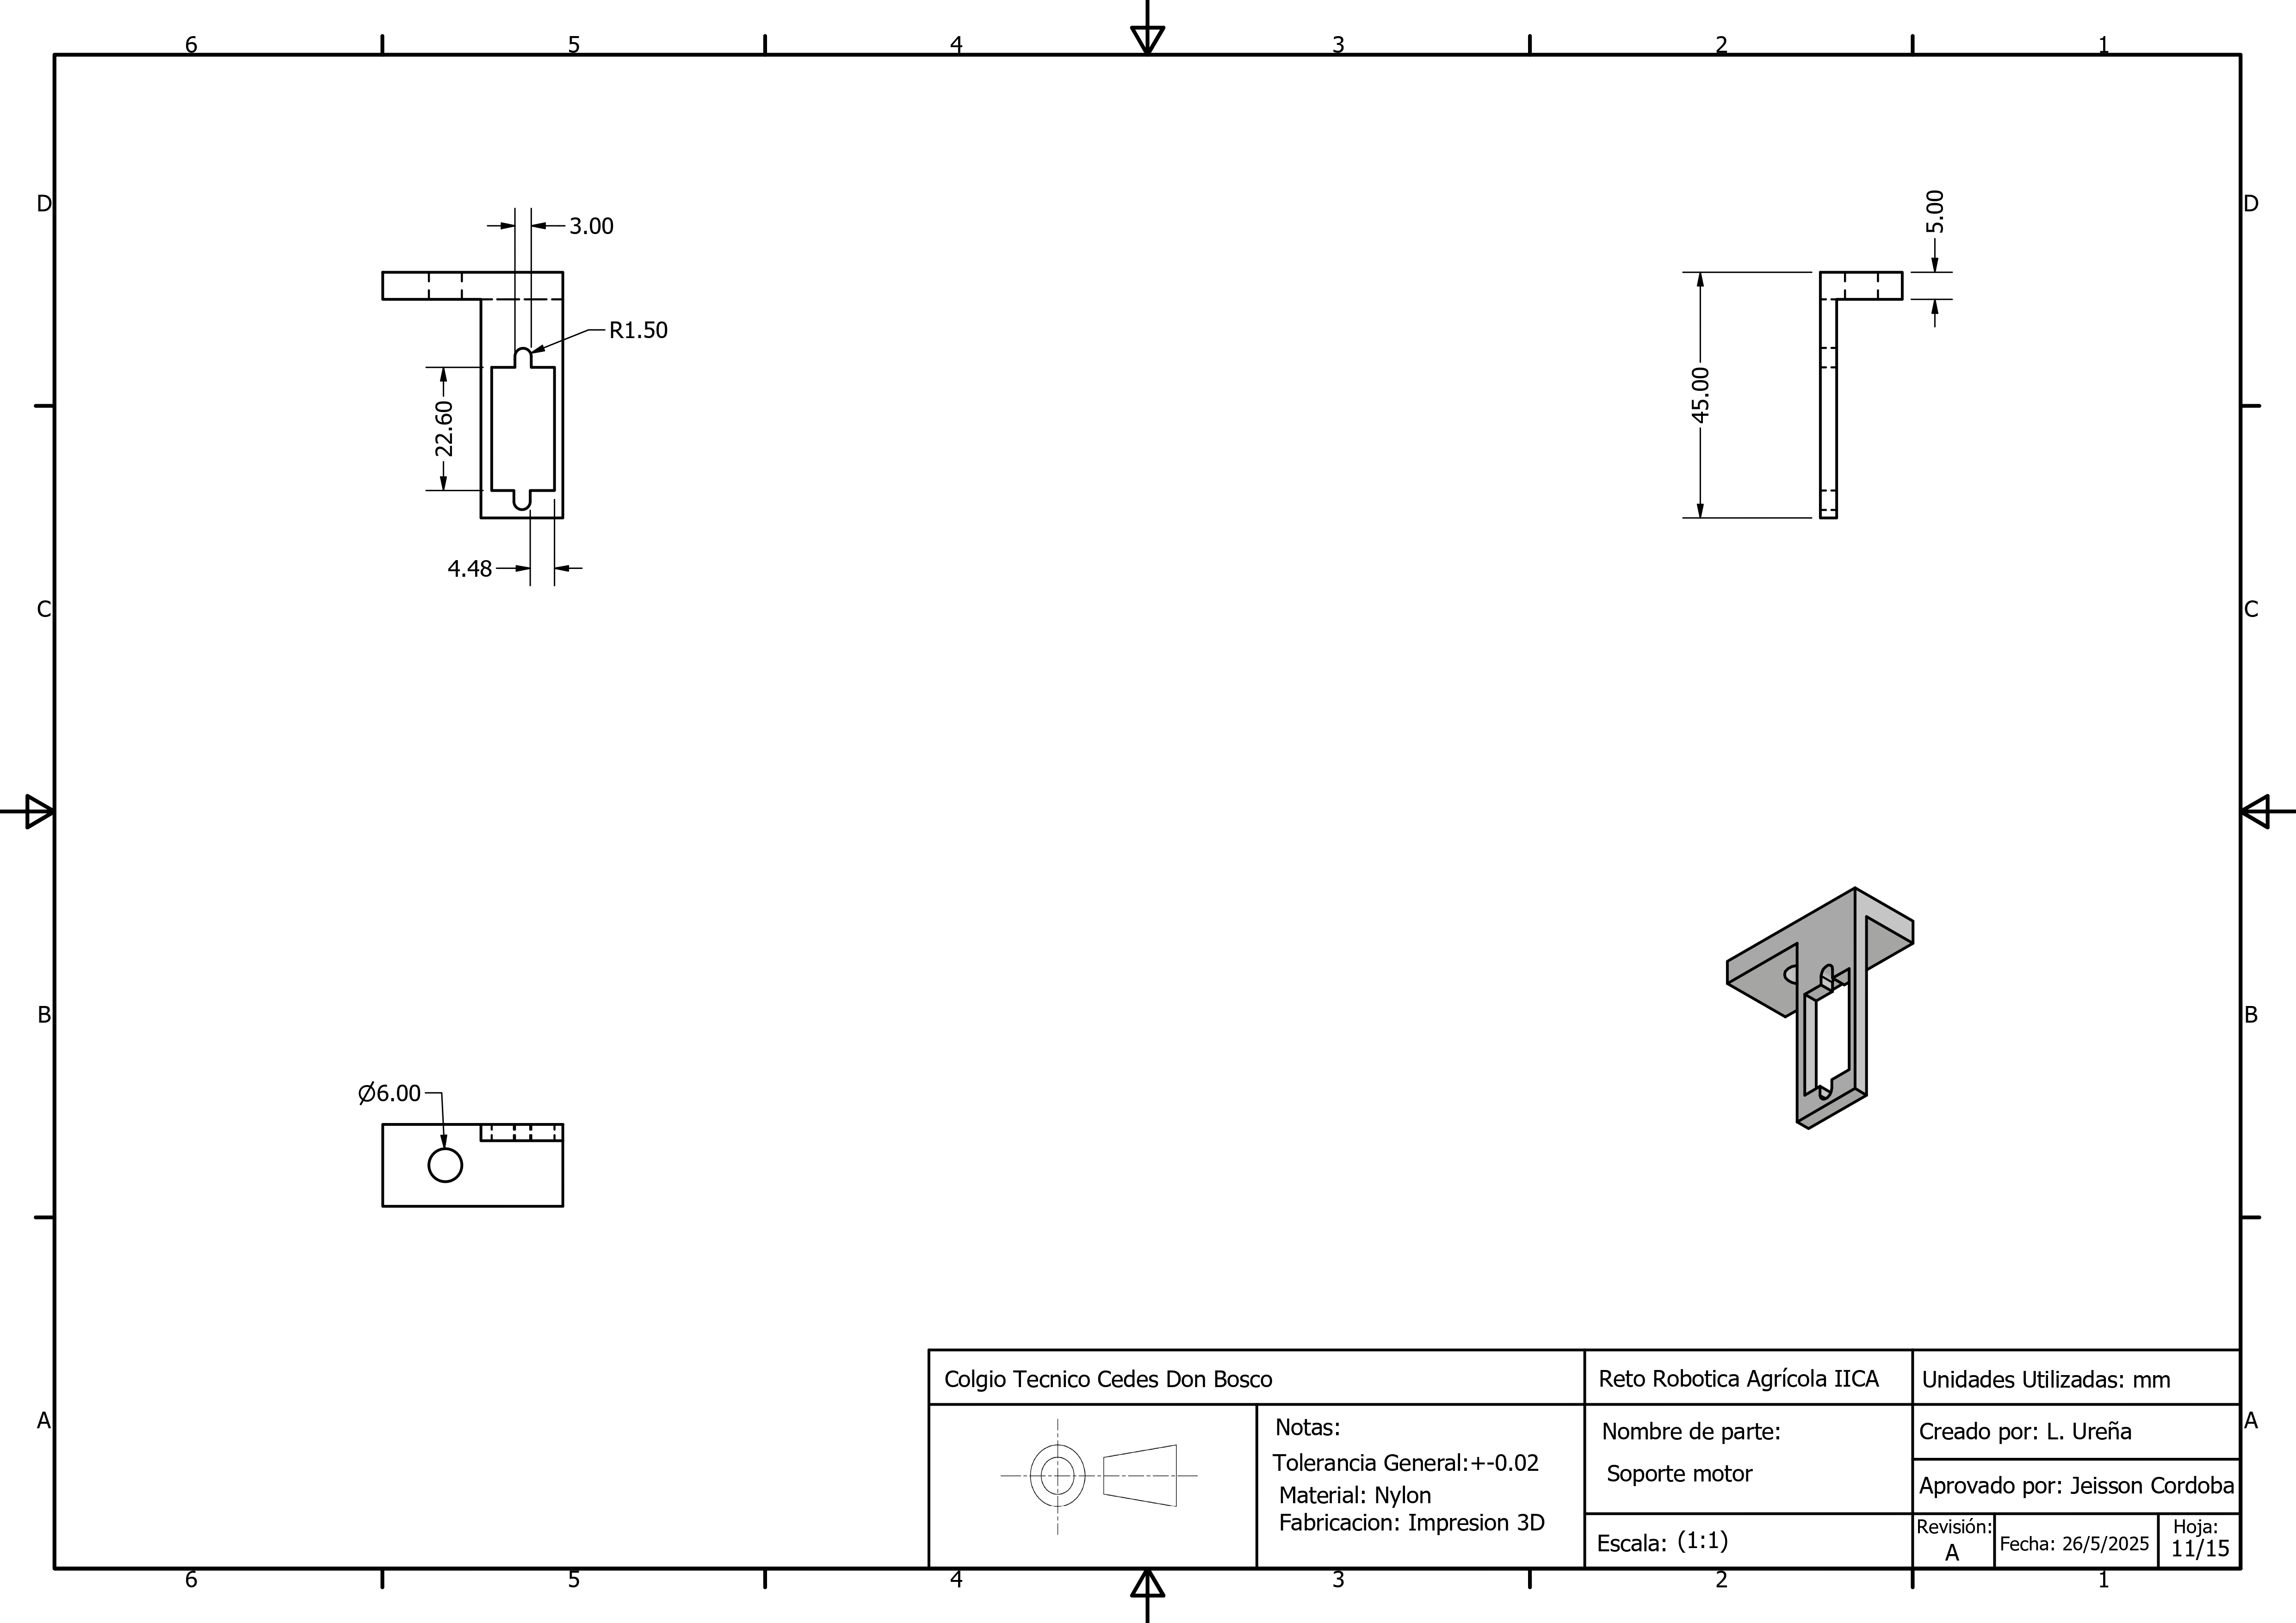 6 5 4 3 2 1
D D
3.00
5.00
R1.50
45.00
22.60
4.48
C C
B B
Ø6.00
Colgio Tecnico Cedes Don Bosco
Reto Robotica Agrícola IICA
Unidades Utilizadas: mm
A A
Notas:
Tolerancia General:+-0.02
Material: Nylon
Fabricacion: Impresion 3D
Nombre de parte:
Soporte motor
Escala: (1:1)
Creado por: L. Ureña
Aprovado por: Jeisson Cordoba
Revisión:
A
Fecha: 26/5/2025
Hoja:
11/15
6 5 4 3 2 1